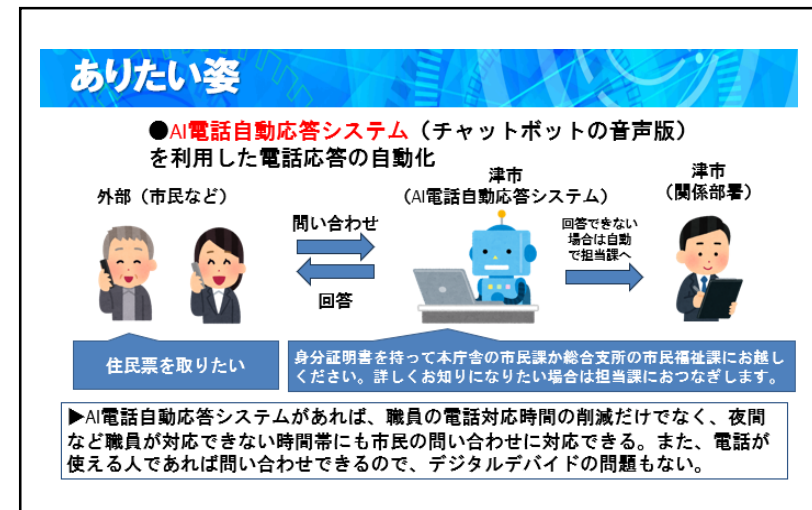 ありたい姿
●AI電話自動応答システム（チャットボットの音声版）
を利用した電話応答の自動化
外部（市民など）
津市
（AI電話自動応答システム）
津市
（関係部署）
問い合わせ
回答
回答できない
場合は自動
で担当課へ
住民票を取りたい
身分証明書を持って本庁舎の市民課か総合支所の市民福祉課にお越し
ください。詳しくお知りになりたい場合は担当課におつなぎします。
▶AI電話自動応答システムがあれば、職員の電話対応時間の削減だけでなく、夜間
など職員が対応できない時間帯にも市民の問い合わせに対応できる。また、電話が
使える人であれば問い合わせできるので、デジタルデバイドの問題もない。